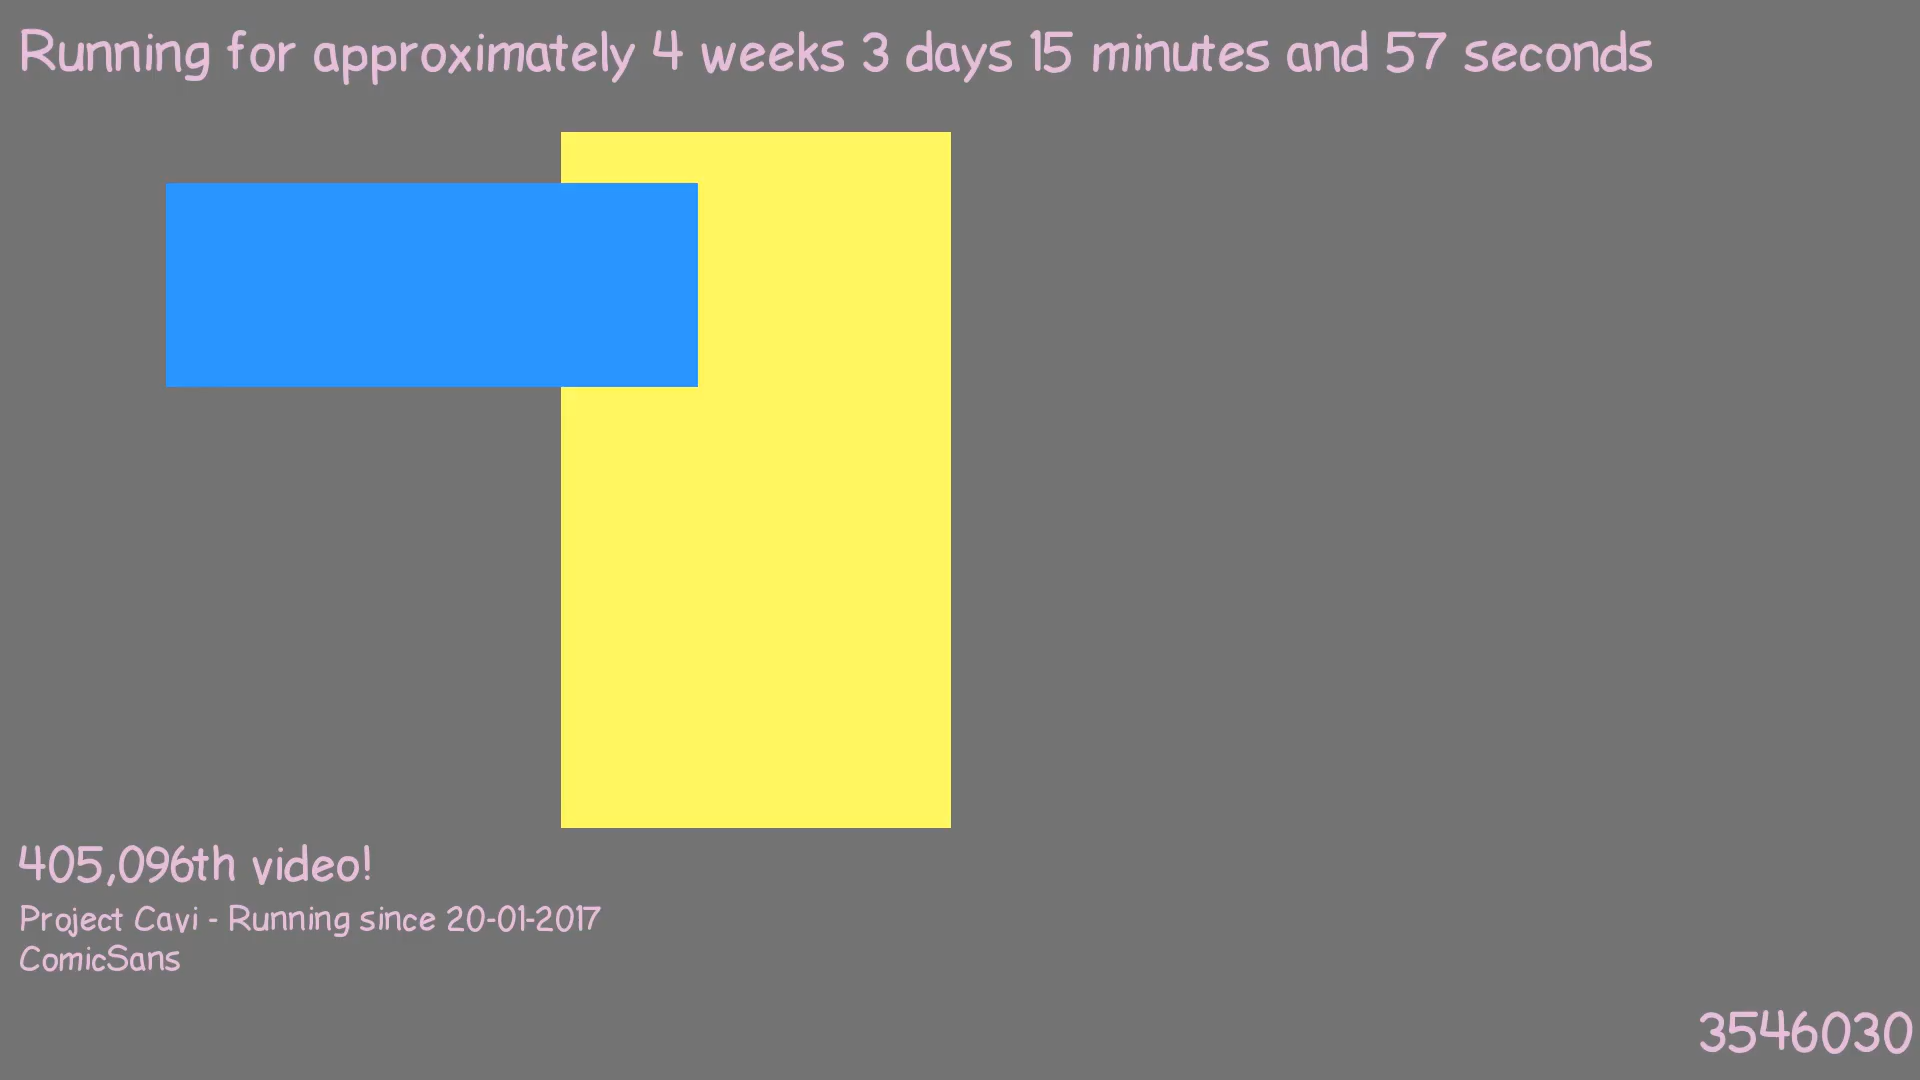 Running for approximately 4 weeks 3 days 15 minutes and 57 seconds
405,096th video!
Project Cavi - Running since 20-01-2017
ComicSans
3546030